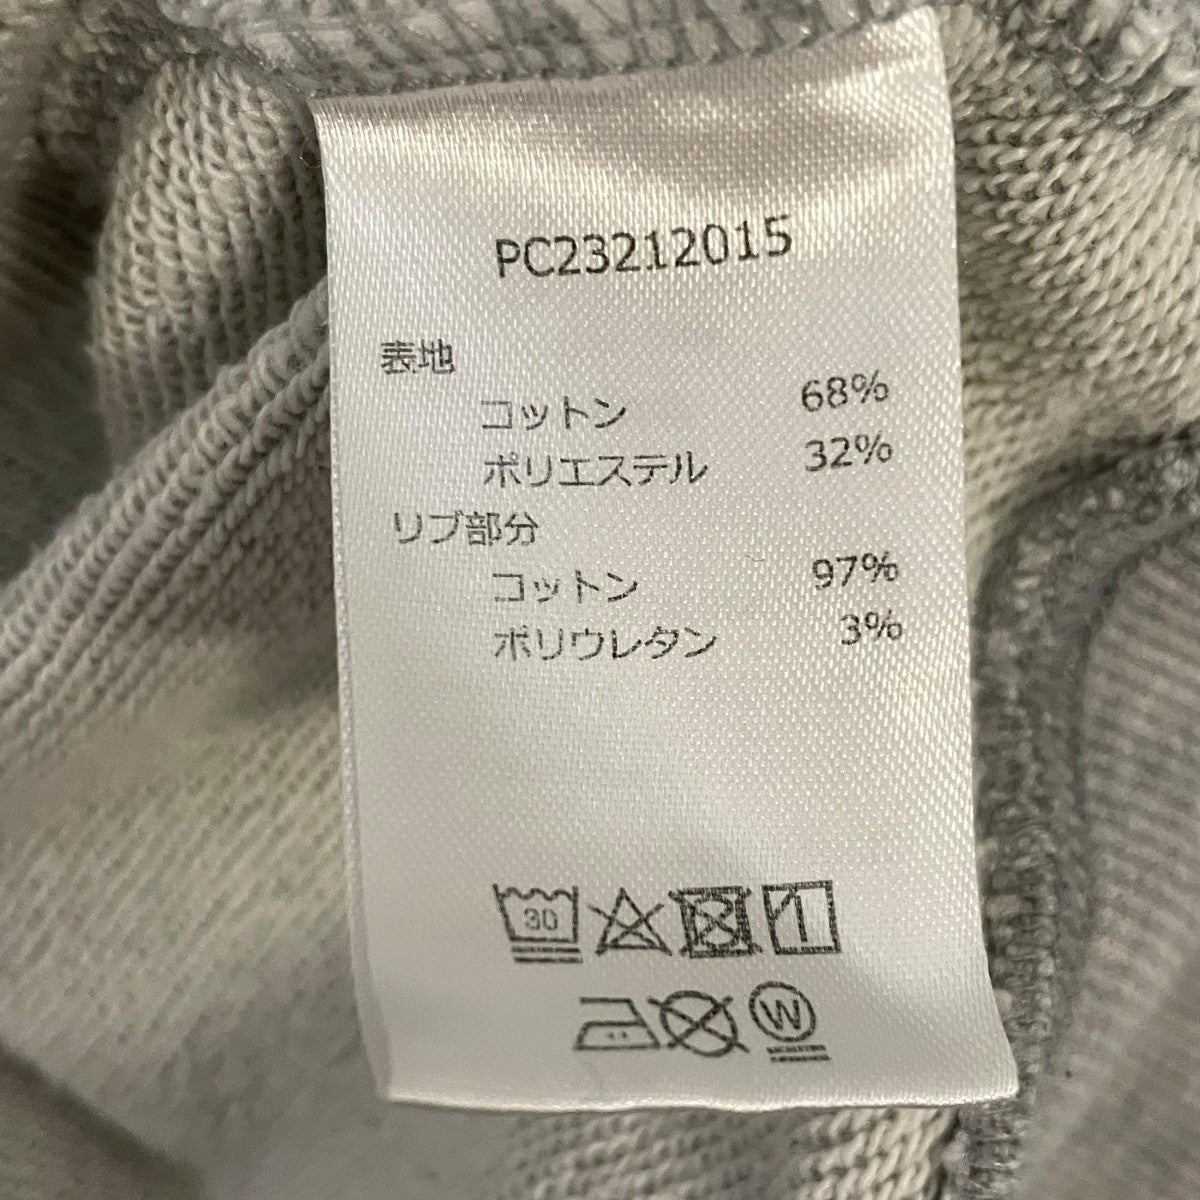 PC23212015
表地
コットン 68%
ポリエステル 32%
リブ部分
コットン 97%
ポリウレタン 3%
30
W